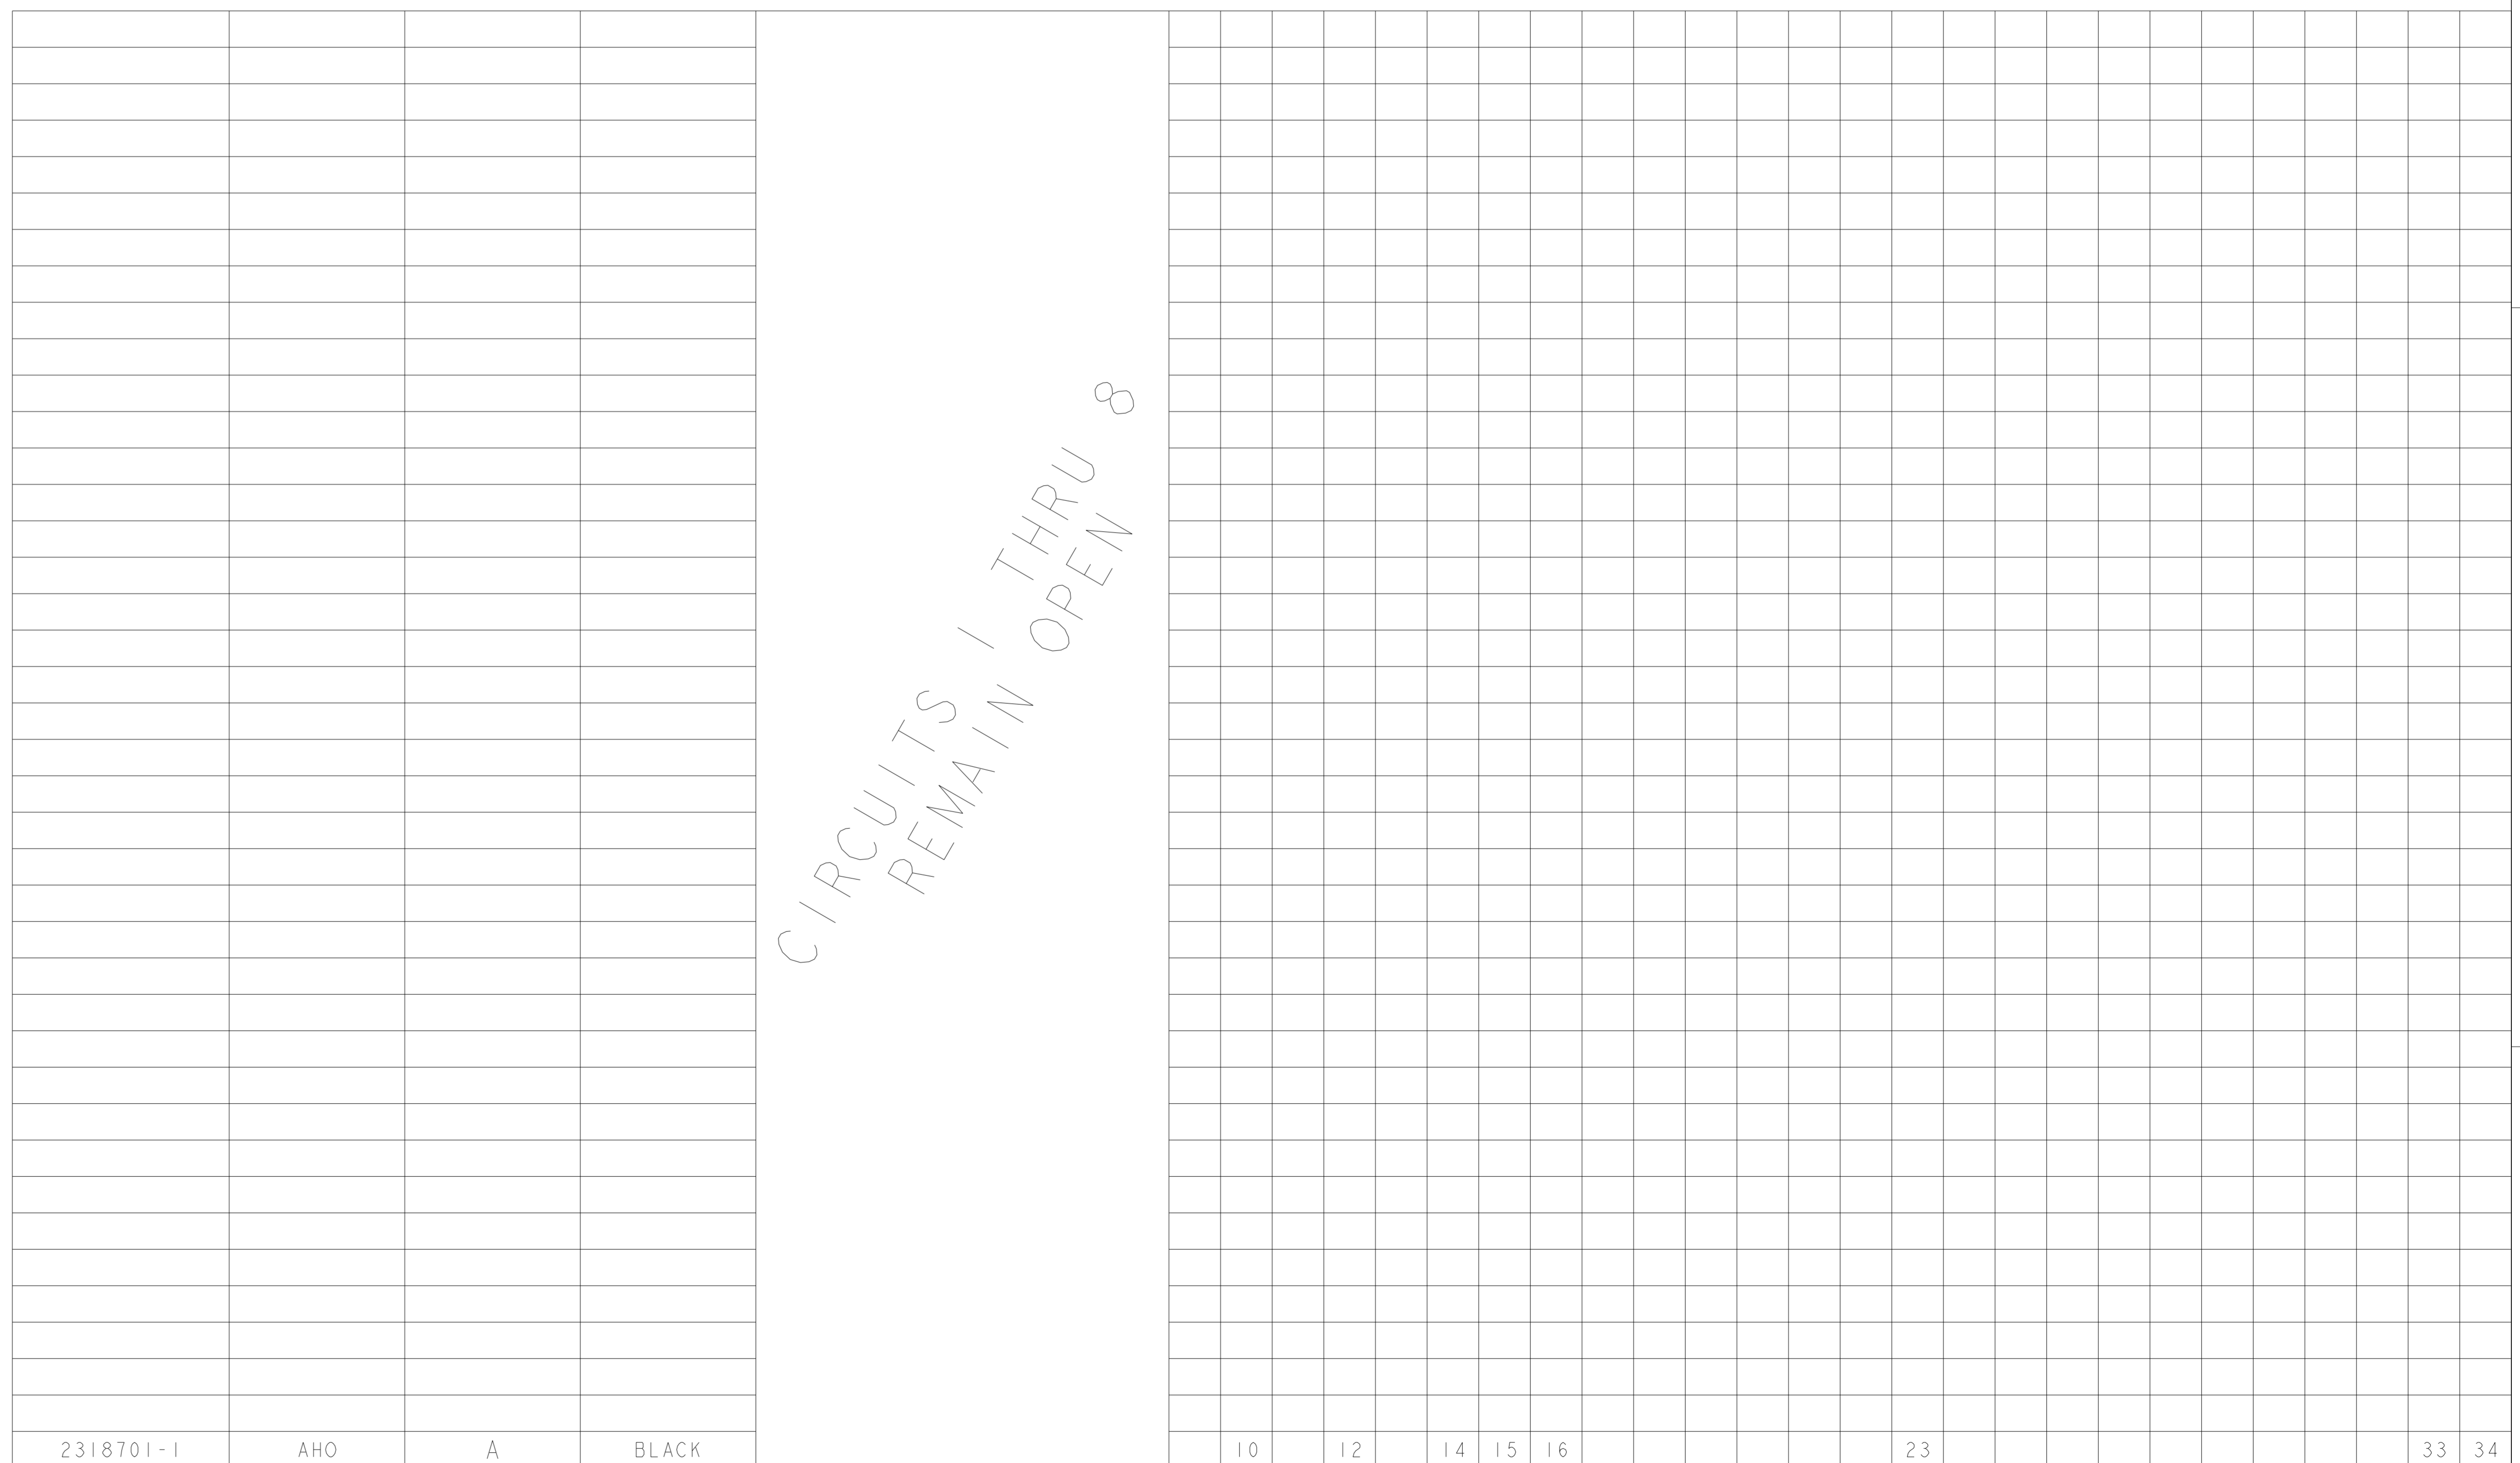 CIRCUITS 1 THRU 8
REMAIN OPEN
2318701-1 AHO A BLACK 10 12 14 15 16 23 33 34